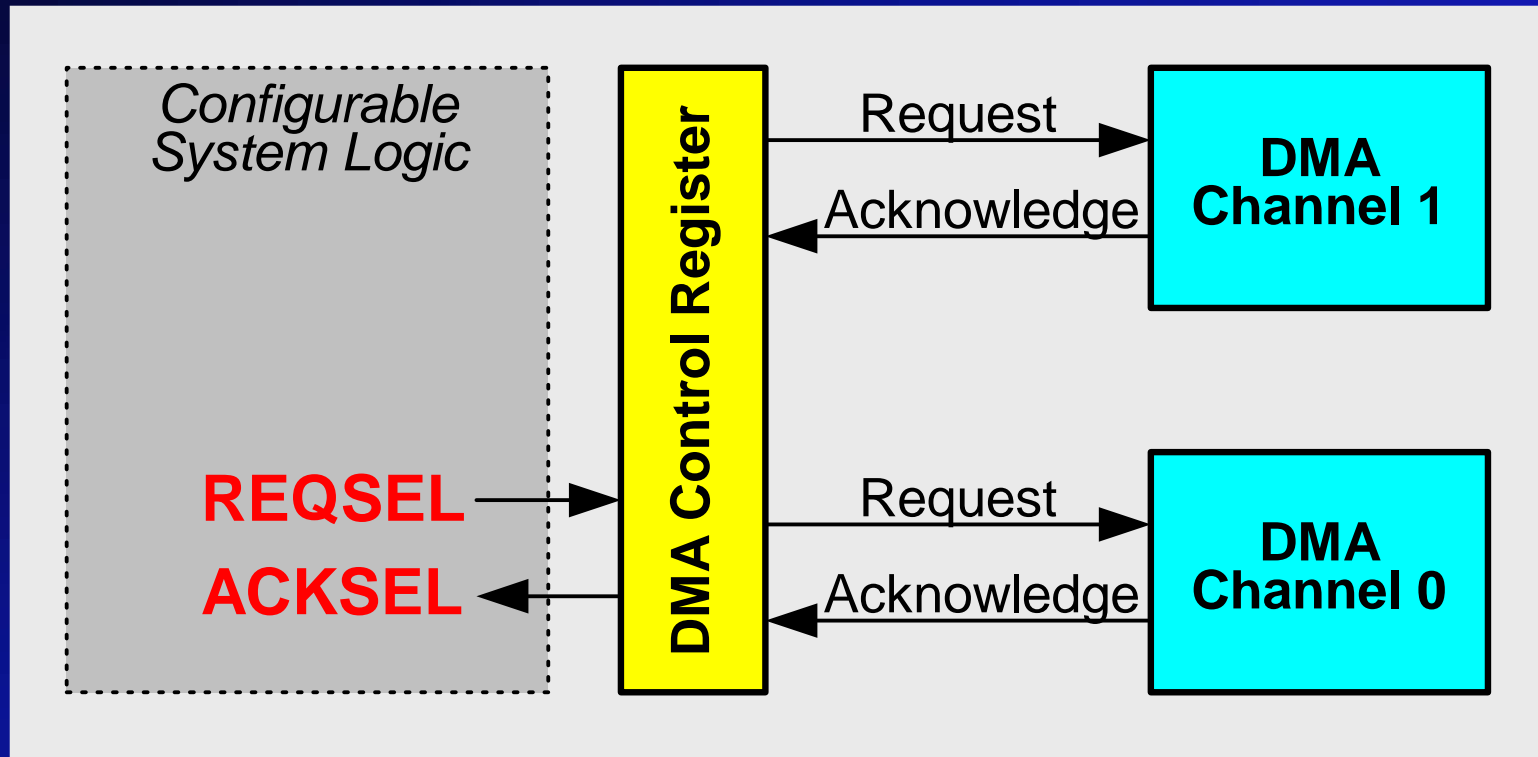 Configurable
System Logic
REQSEL
ACKSEL
DMA Control Register
Request
Acknowledge
DMA
Channel 1
Request
Acknowledge
DMA
Channel 0